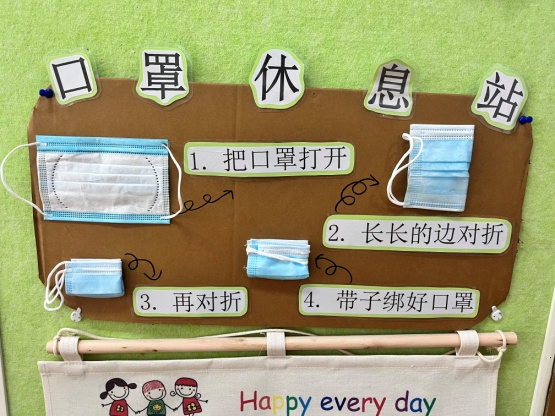 口罩休息站
1. 把口罩打开
2. 长长的边对折
3. 再对折
4. 带子绑好口罩
Happy every day